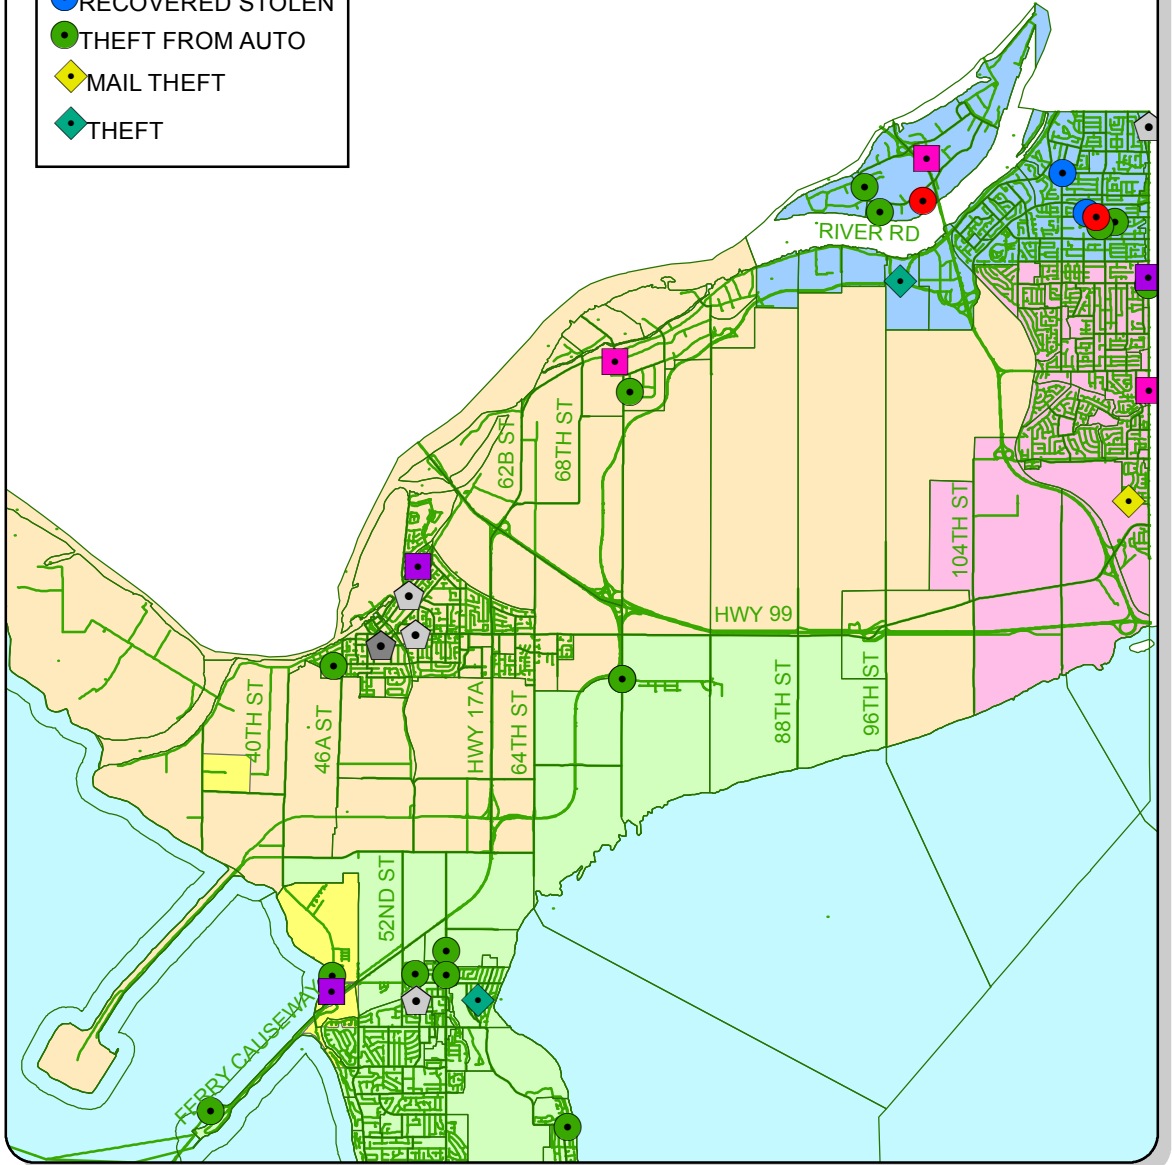 RECOVERED STOLEN
THEFT FROM AUTO
MAIL THEFT
THEFT
RIVER RD
62B ST
68TH ST
104TH ST
HWY 99
40TH ST
46A ST
HWY 17A
64TH ST
88TH ST
96TH ST
52ND ST
FERRY CAUSEWAY